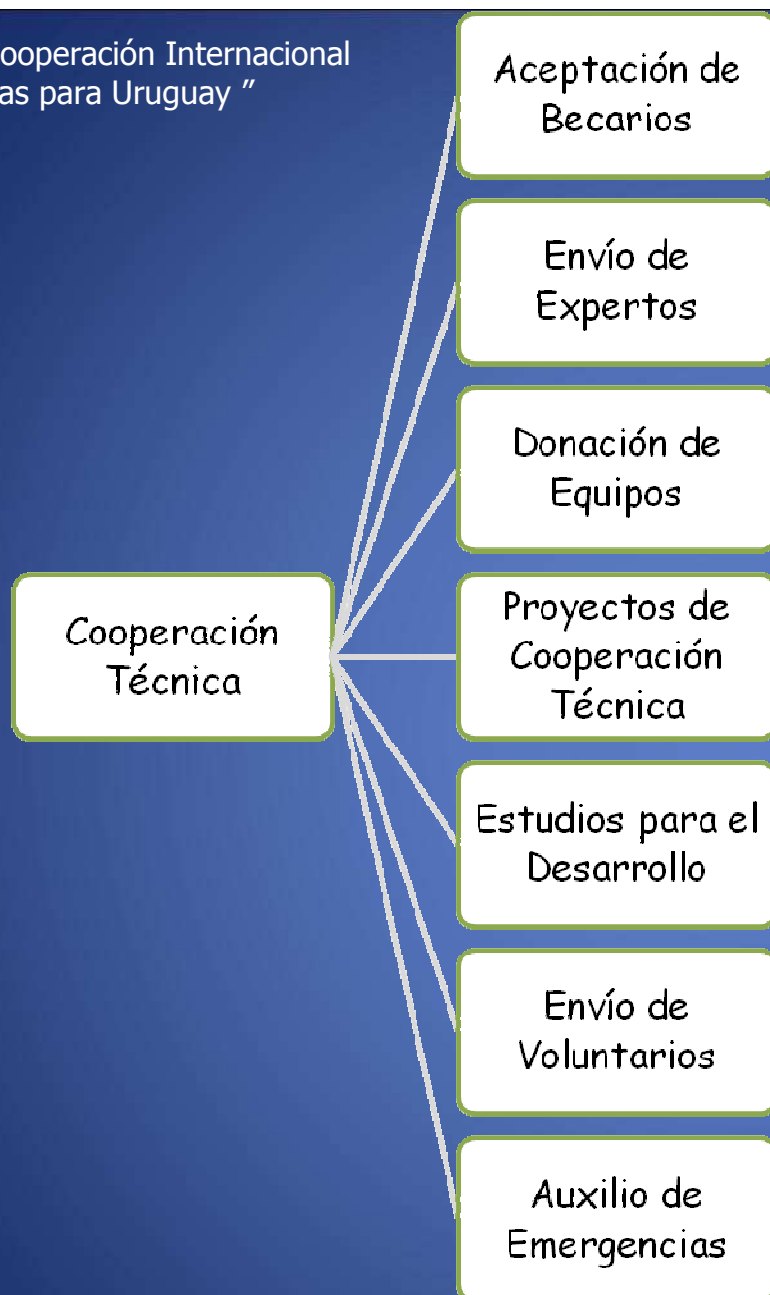 ooperación Internacional
as para Uruguay ”
Aceptación de
Becarios
Envío de
Expertos
Donación de
Equipos
Cooperación
Técnica
Proyectos de
Cooperación
Técnica
Estudios para el
Desarrollo
Envío de
Voluntarios
Auxilio de
Emergencias